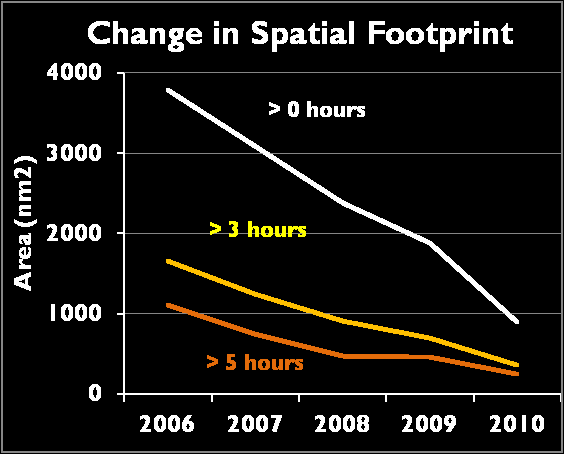 Change in Spatial Footprint
4000
3000
2000
1000
0
Area (nm2)
> 0 hours
> 3 hours
> 5 hours
2006 2007 2008 2009 2010